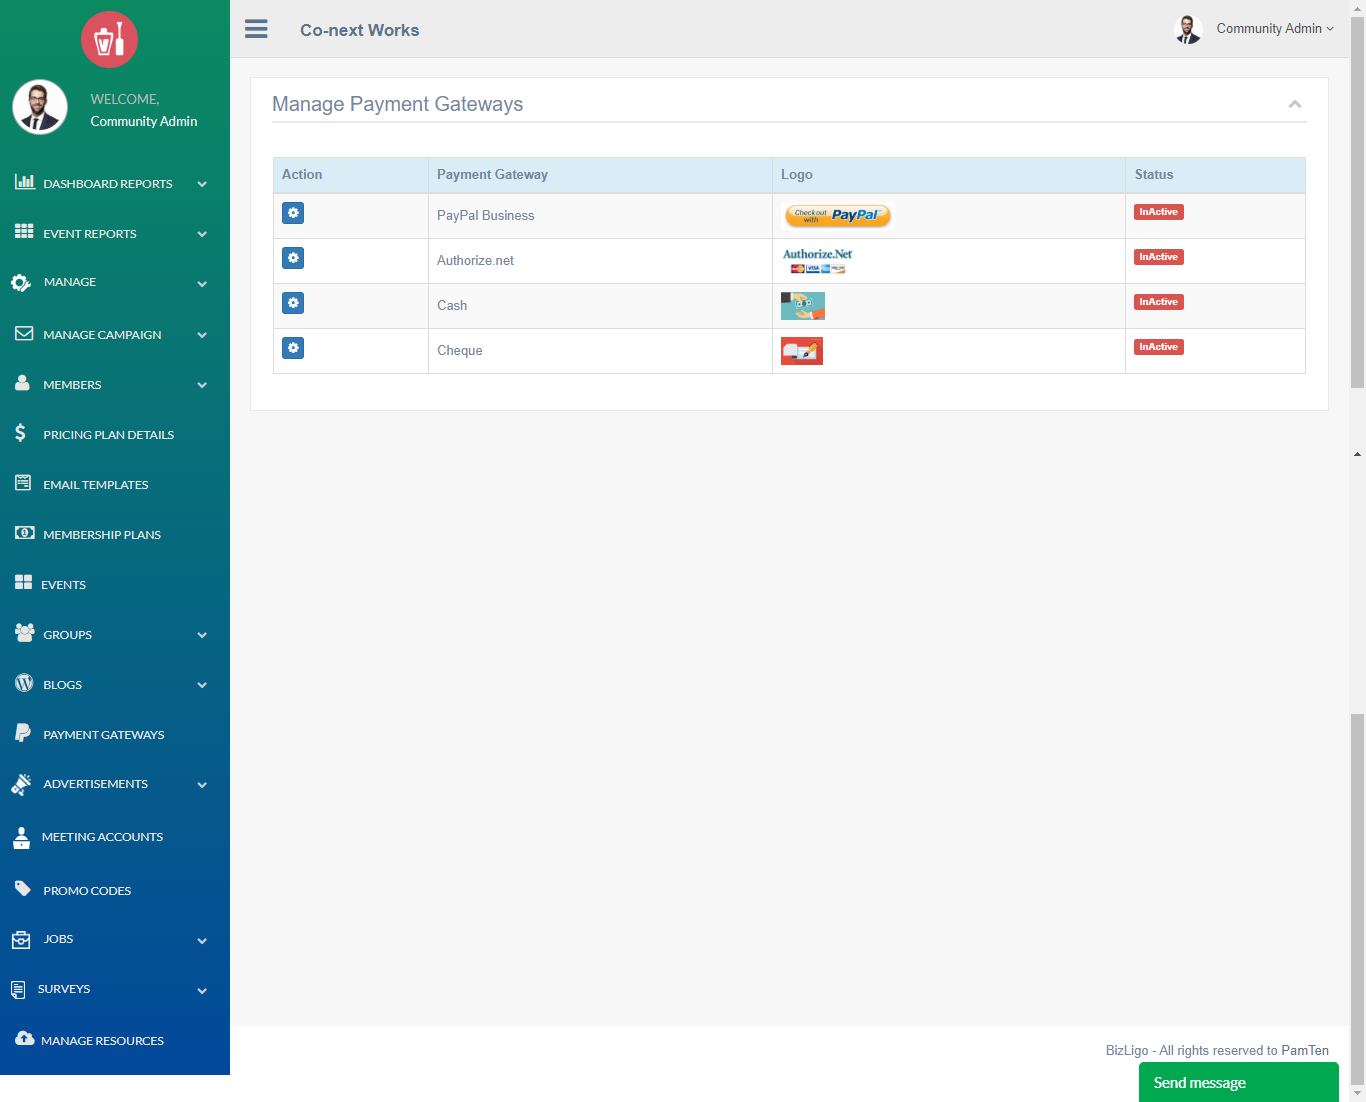 Co-next Works
Community Admin
WELCOME,
Community Admin
DASHBOARD REPORTS
EVENT REPORTS
MANAGE
MANAGE CAMPAIGN
MEMBERS
PRICING PLAN DETAILS
EMAIL TEMPLATES
MEMBERSHIP PLANS
EVENTS
GROUPS
BLOGS
PAYMENT GATEWAYS
ADVERTISEMENTS
MEETING ACCOUNTS
PROMO CODES
JOBS
SURVEYS
MANAGE RESOURCES
Manage Payment Gateways
Action Payment Gateway Logo Status
PayPal Business Checkout with PayPal InActive
Authorize.net Authorize.Net VISA InActive
Cash InActive
Cheque InActive
BizLigo - All rights reserved to PamTen
Send message